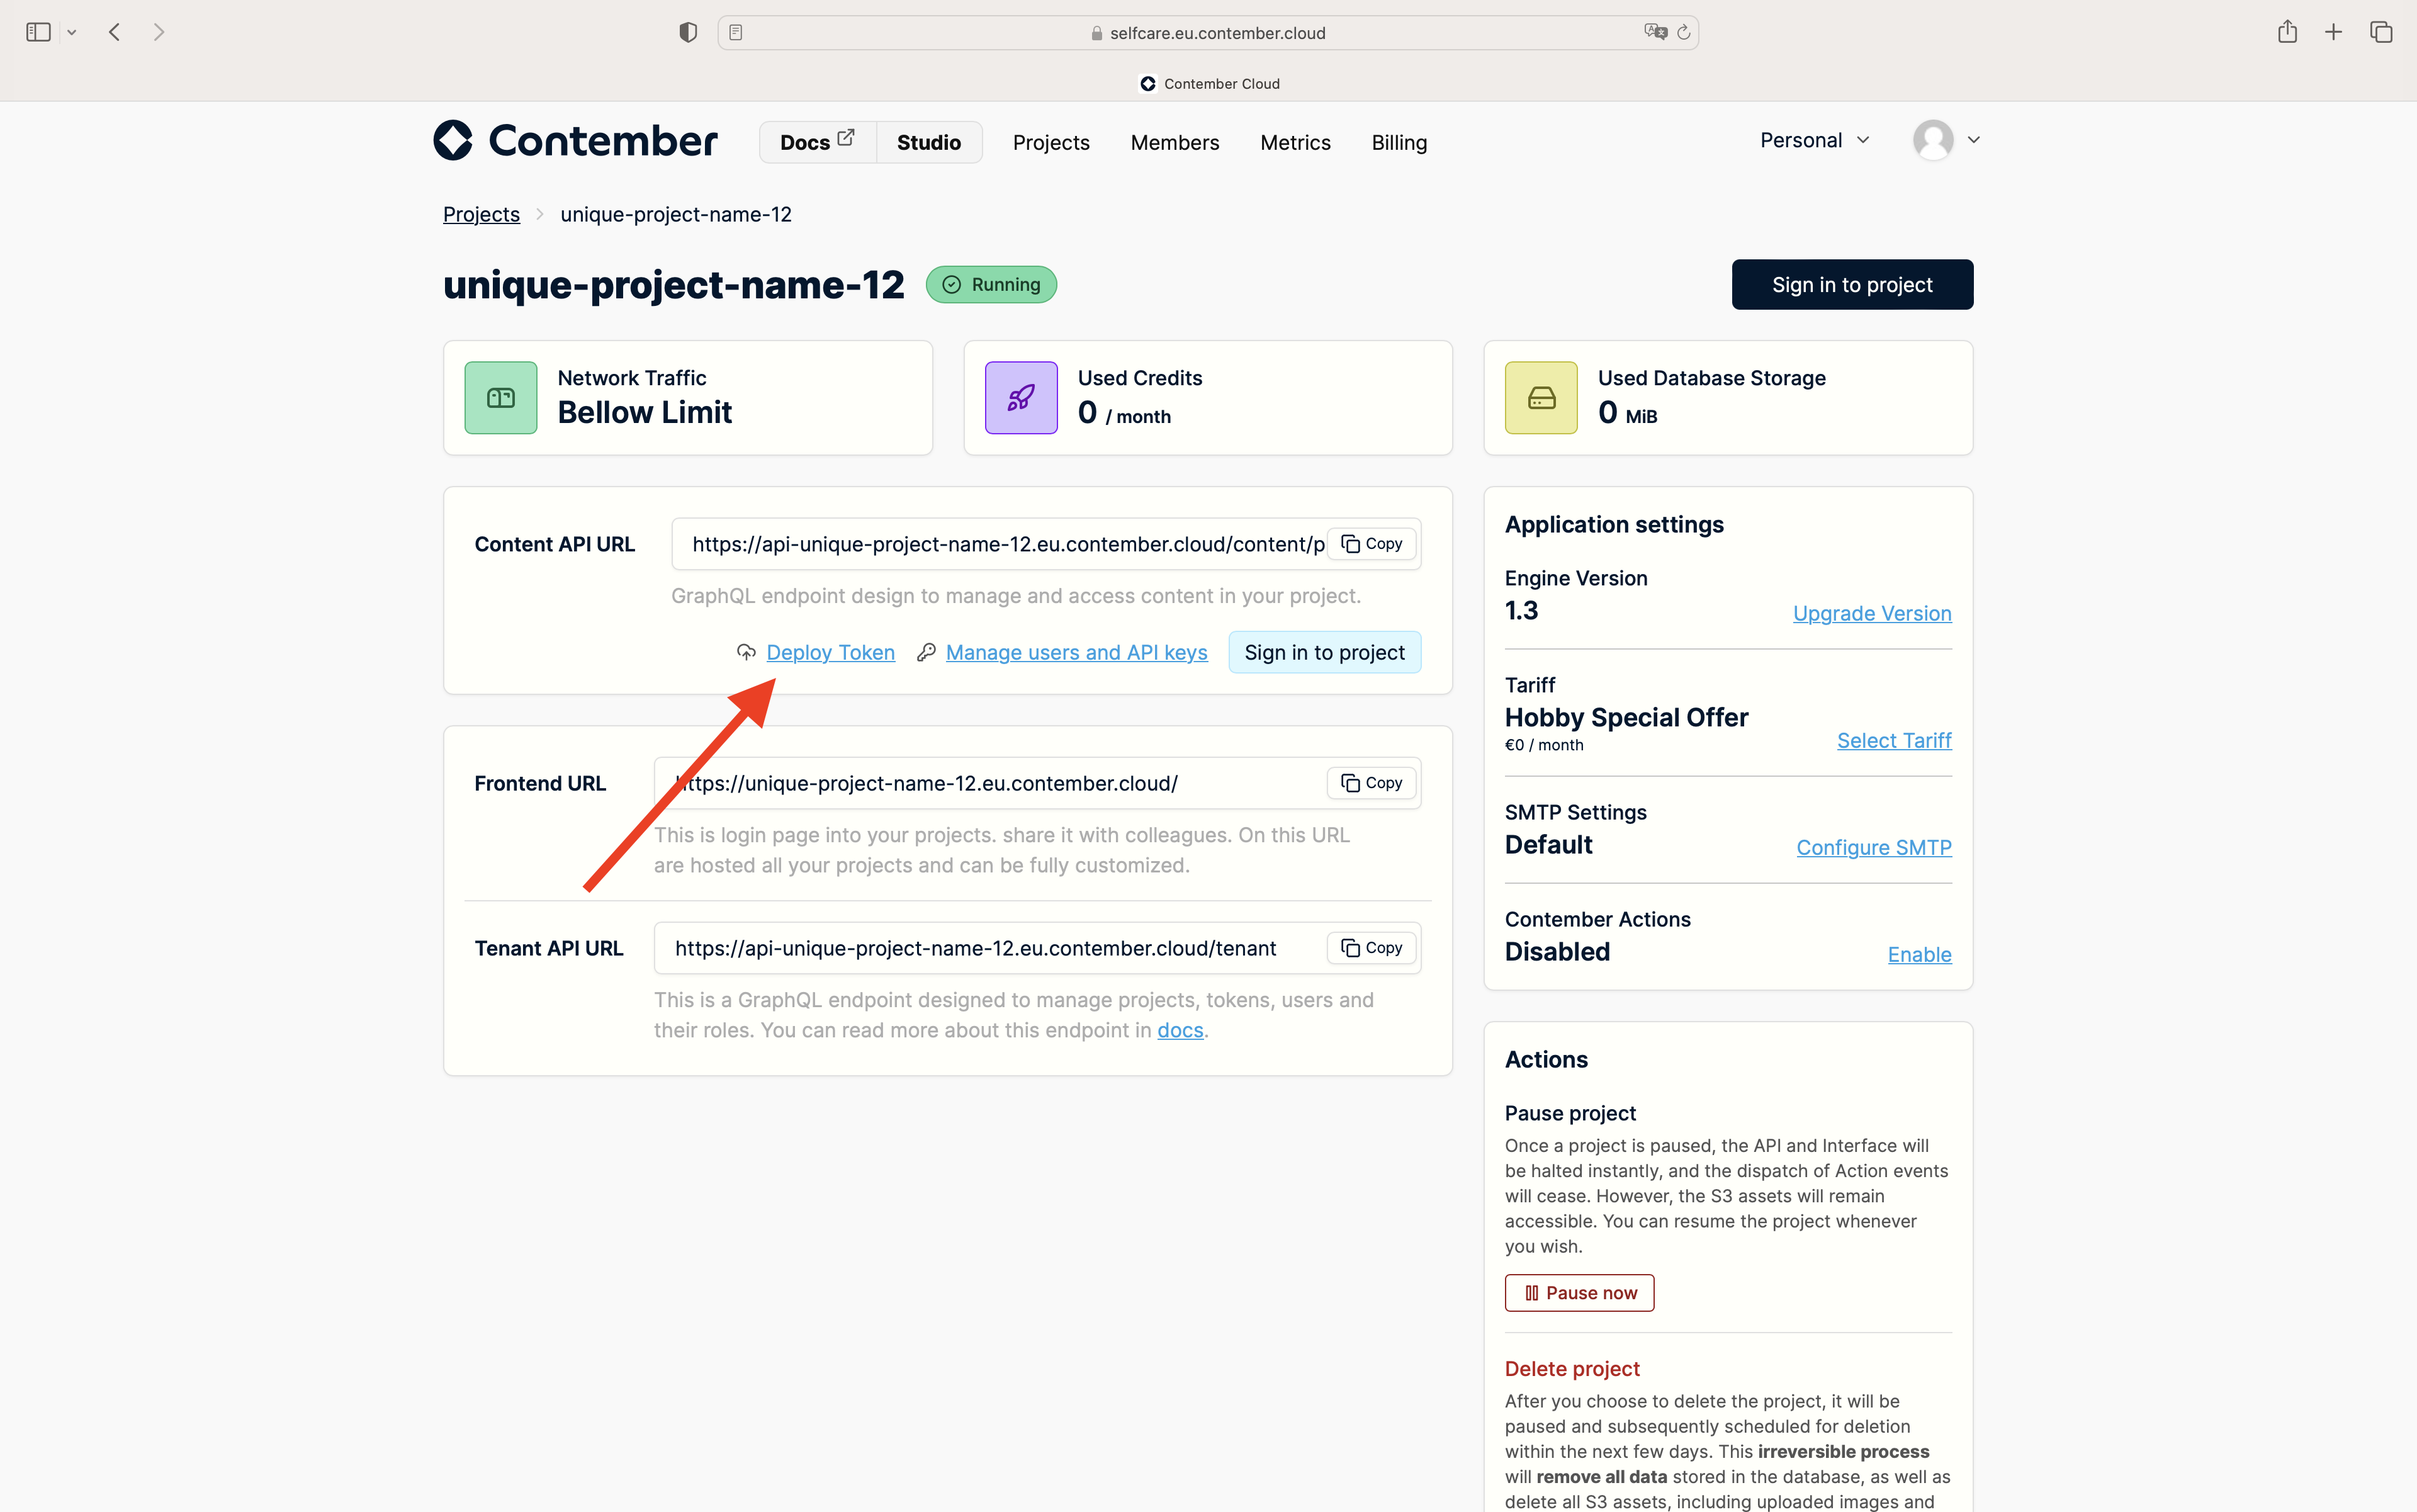 selfcare.eu.contember.cloud
Contember Cloud
Contember
Docs
Studio
Projects
Members
Metrics
Billing
Personal
Projects
unique-project-name-12
unique-project-name-12
Running
Sign in to project
Network Traffic
Bellow Limit
Used Credits
0 / month
Used Database Storage
0 MiB
Content API URL
https://api-unique-project-name-12.eu.contember.cloud/content/p
Copy
GraphQL endpoint design to manage and access content in your project.
Deploy Token
Manage users and API keys
Sign in to project
Frontend URL
https://unique-project-name-12.eu.contember.cloud/
Copy
This is login page into your projects. share it with colleagues. On this URL
are hosted all your projects and can be fully customized.
Tenant API URL
https://api-unique-project-name-12.eu.contember.cloud/tenant
Copy
This is a GraphQL endpoint designed to manage projects, tokens, users and
their roles. You can read more about this endpoint in docs.
Application settings
Engine Version
1.3
Upgrade Version
Tariff
Hobby Special Offer
€0 / month
Select Tariff
SMTP Settings
Default
Configure SMTP
Contember Actions
Disabled
Enable
Actions
Pause project
Once a project is paused, the API and Interface will
be halted instantly, and the dispatch of Action events
will cease. However, the S3 assets will remain
accessible. You can resume the project whenever
you wish.
Pause now
Delete project
After you choose to delete the project, it will be
paused and subsequently scheduled for deletion
within the next few days. This irreversible process
will remove all data stored in the database, as well as
delete all S3 assets, including uploaded images and